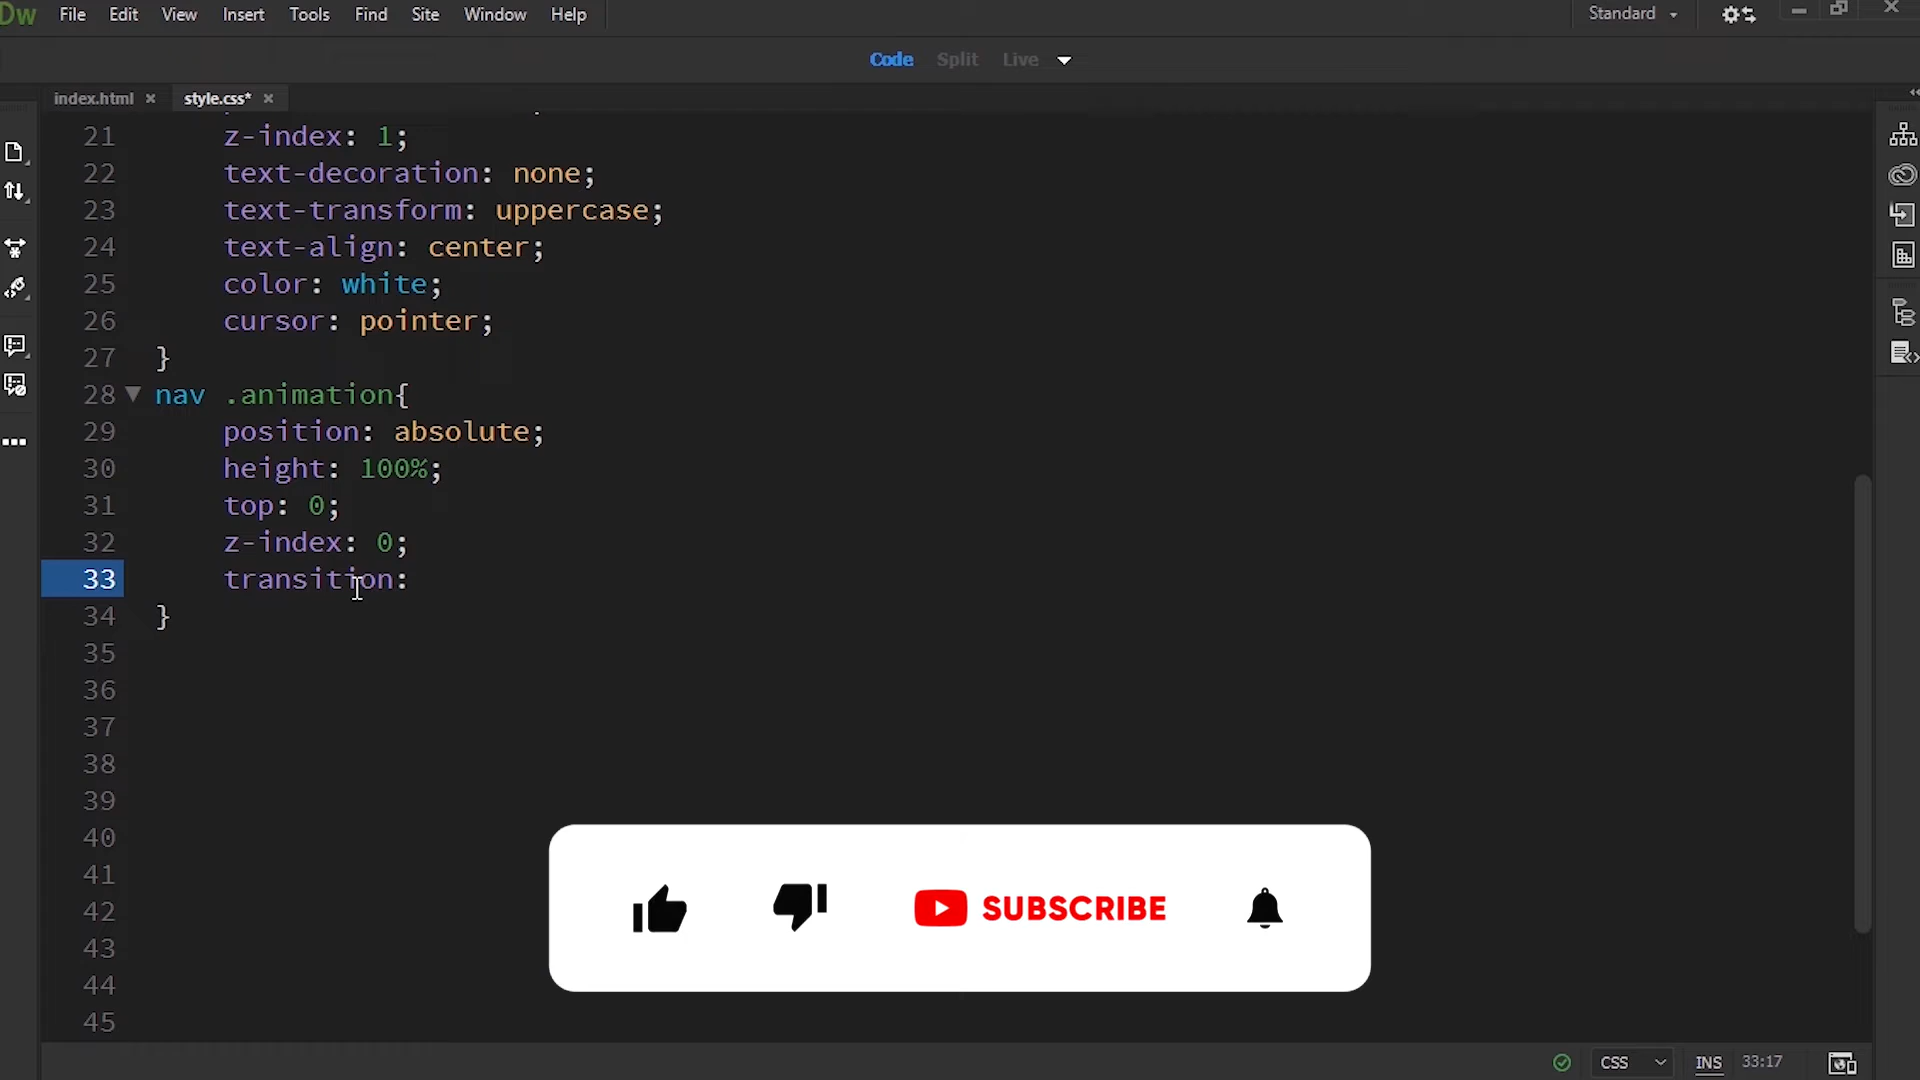 Dw File Edit View Insert Tools Find Site Window Help Standard
Code Split Live
index.html style.css*
21 z-index: 1;
22 text-decoration: none;
23 text-transform: uppercase;
24 text-align: center;
25 color: white;
26 cursor: pointer;
27 }
28 nav .animation{
29 position: absolute;
30 height: 100%;
31 top: 0;
32 z-index: 0;
33 transition:
34 }
35
36
37
38
39
40
41
42
43
44
45
SUBSCRIBE
CSS INS 33:17